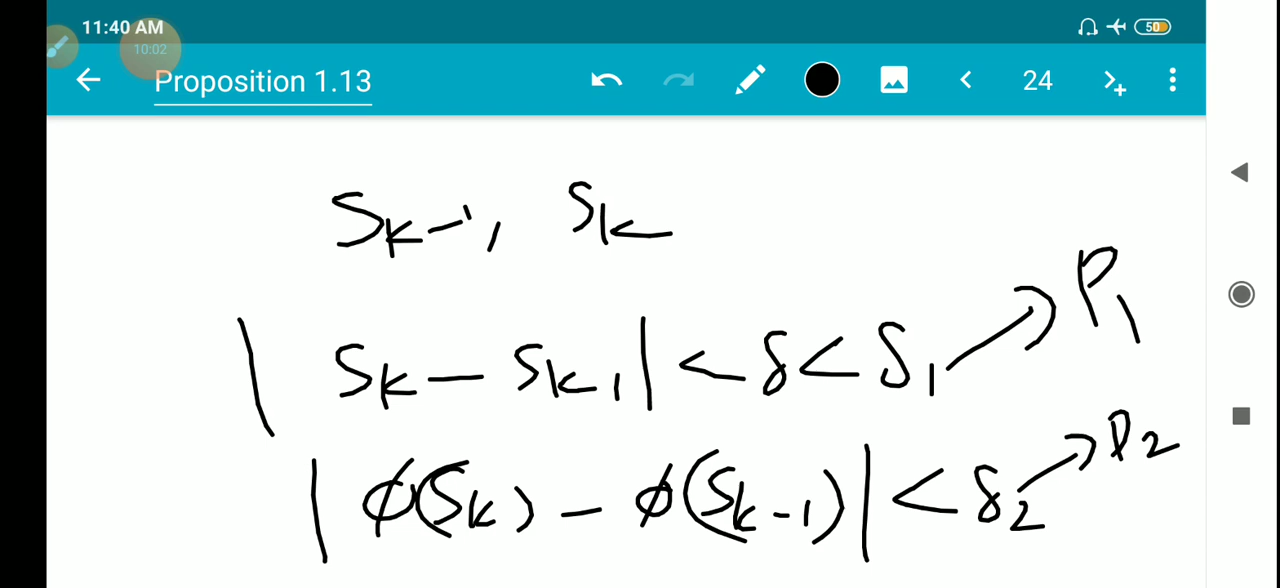 11:40 AM 50
10:02
Proposition 1.13 24
S_{k-1}, S_k
|S_k - S_{k-1}| < δ < δ_1 → P_1
|φ(S_k) - φ(S_{k-1})| < δ_2 → P_2